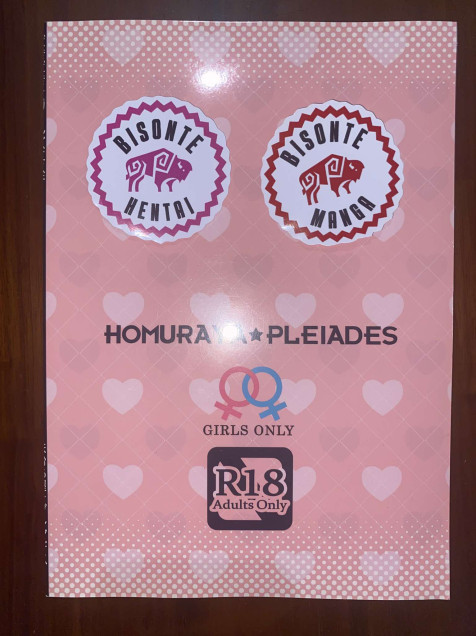 BISONTE
HENTAI
BISONTE
MANGA
HOMURAYA★PLEIADES
GIRLS ONLY
R18
Adults Only